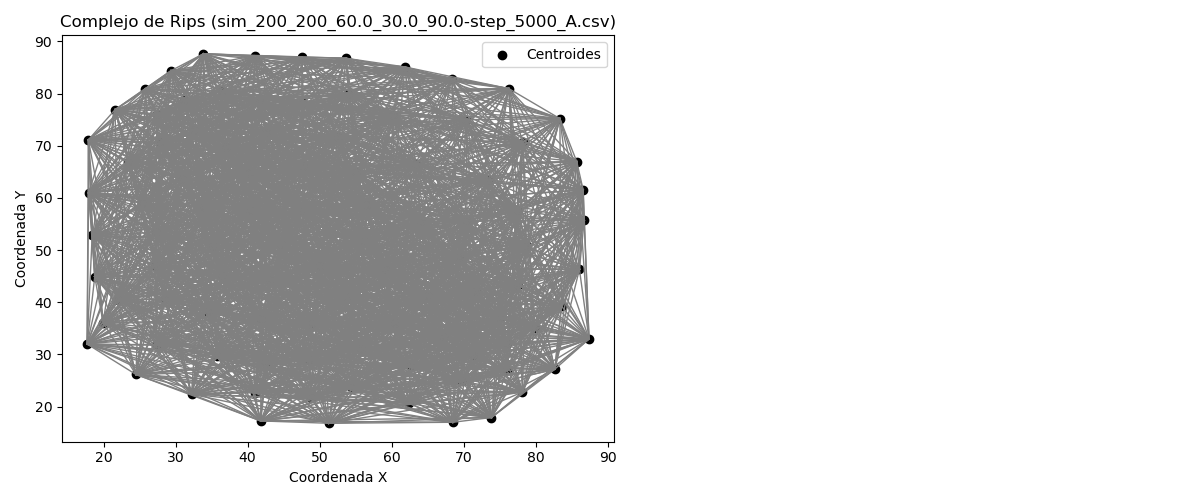 Complejo de Rips (sim_200_200_60.0_30.0_90.0-step_5000_A.csv)
Centroides
90
80
70
60
50
40
30
20
Coordenada Y
20 30 40 50 60 70 80 90
Coordenada X